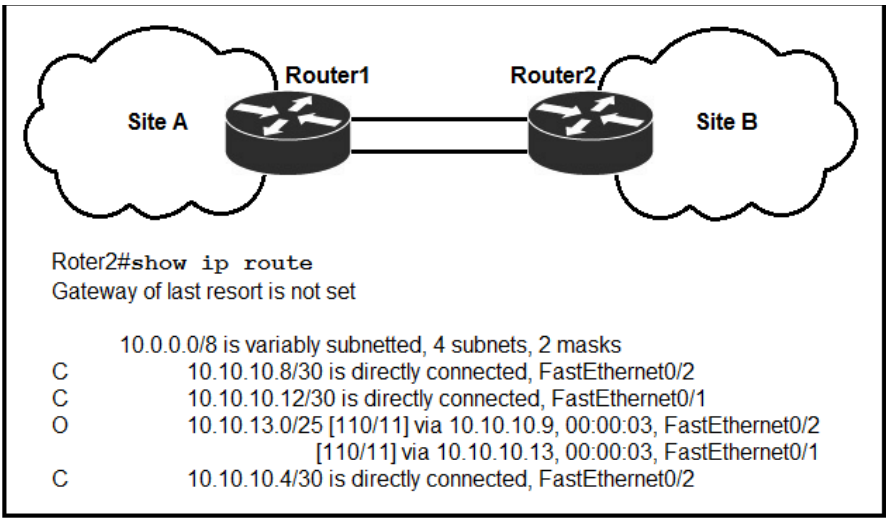 Router1
Router2
Site A
Site B
Roter2#show ip route
Gateway of last resort is not set
10.0.0.0/8 is variably subnetted, 4 subnets, 2 masks
C 10.10.10.8/30 is directly connected, FastEthernet0/2
C 10.10.10.12/30 is directly connected, FastEthernet0/1
O 10.10.13.0/25 [110/11] via 10.10.10.9, 00:00:03, FastEthernet0/2
[110/11] via 10.10.10.13, 00:00:03, FastEthernet0/1
C 10.10.10.4/30 is directly connected, FastEthernet0/2